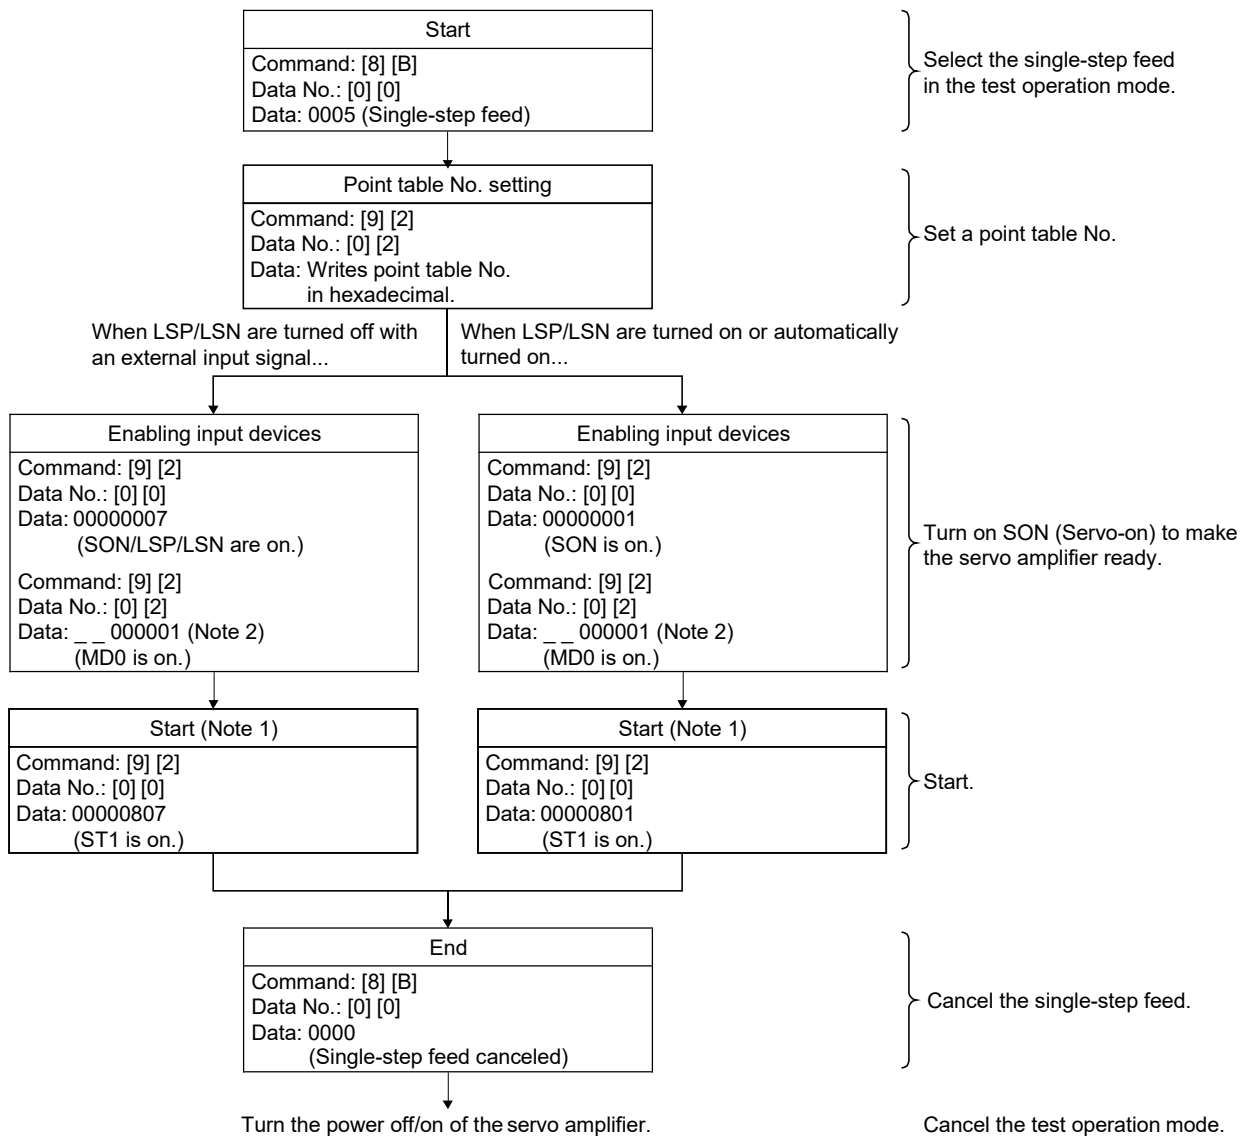 Start
Command: [8] [B]
Data No.: [0] [0]
Data: 0005 (Single-step feed)
Select the single-step feed
in the test operation mode.
Point table No. setting
Command: [9] [2]
Data No.: [0] [2]
Data: Writes point table No.
in hexadecimal.
Set a point table No.
When LSP/LSN are turned off with
an external input signal...
When LSP/LSN are turned on or automatically
turned on...
Enabling input devices
Command: [9] [2]
Data No.: [0] [0]
Data: 00000007
(SON/LSP/LSN are on.)
Command: [9] [2]
Data No.: [0] [2]
Data: _ _ 000001 (Note 2)
(MD0 is on.)
Enabling input devices
Command: [9] [2]
Data No.: [0] [0]
Data: 00000001
(SON is on.)
Command: [9] [2]
Data No.: [0] [2]
Data: _ _ 000001 (Note 2)
(MD0 is on.)
Turn on SON (Servo-on) to make
the servo amplifier ready.
Start (Note 1)
Command: [9] [2]
Data No.: [0] [0]
Data: 00000807
(ST1 is on.)
Start (Note 1)
Command: [9] [2]
Data No.: [0] [0]
Data: 00000801
(ST1 is on.)
Start.
End
Command: [8] [B]
Data No.: [0] [0]
Data: 0000
(Single-step feed canceled)
Cancel the single-step feed.
Turn the power off/on of the servo amplifier.
Cancel the test operation mode.